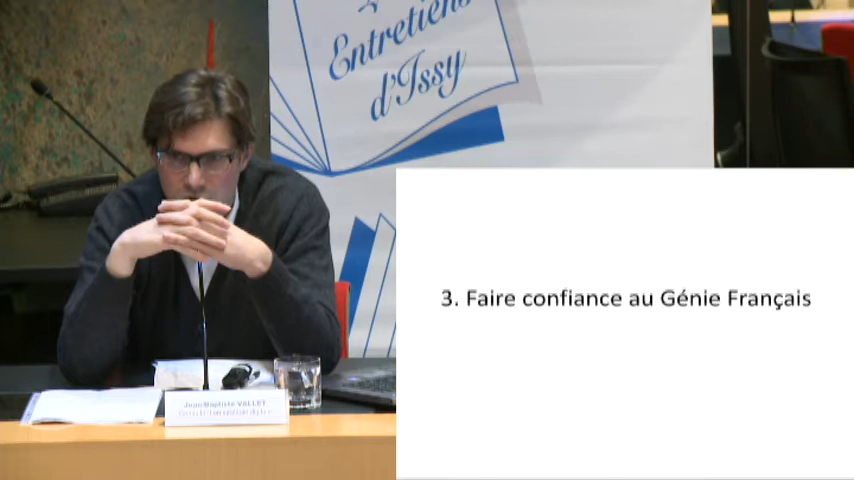 Entretiens
d'Issy
3. Faire confiance au Génie Français
Jean-Baptiste VALLET